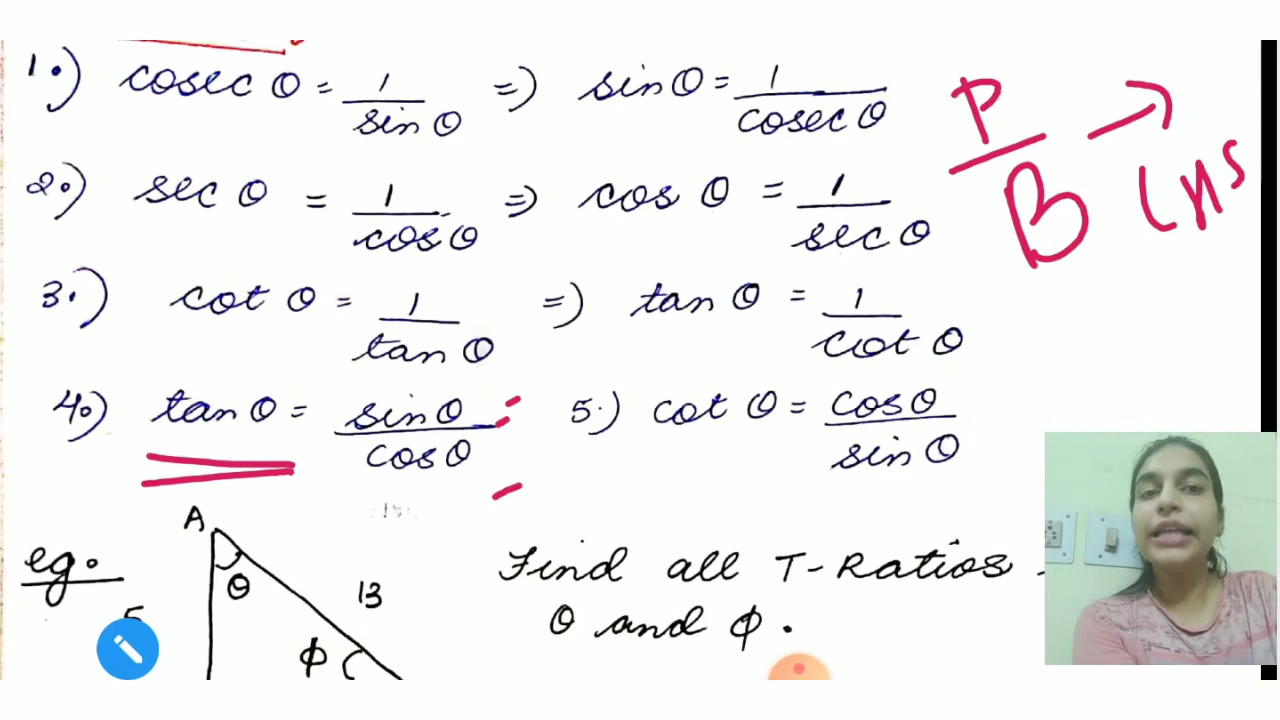 1.) cosec θ = 1/sin θ => sin θ = 1/cosec θ
2.) sec θ = 1/cos θ => cos θ = 1/sec θ
3.) cot θ = 1/tan θ => tan θ = 1/cot θ
4.) tan θ = sin θ/cos θ 5.) cot θ = cos θ/sin θ
P/B →
A
eg.
θ 13
5
ϕ
Find all T-Ratios
θ and ϕ.